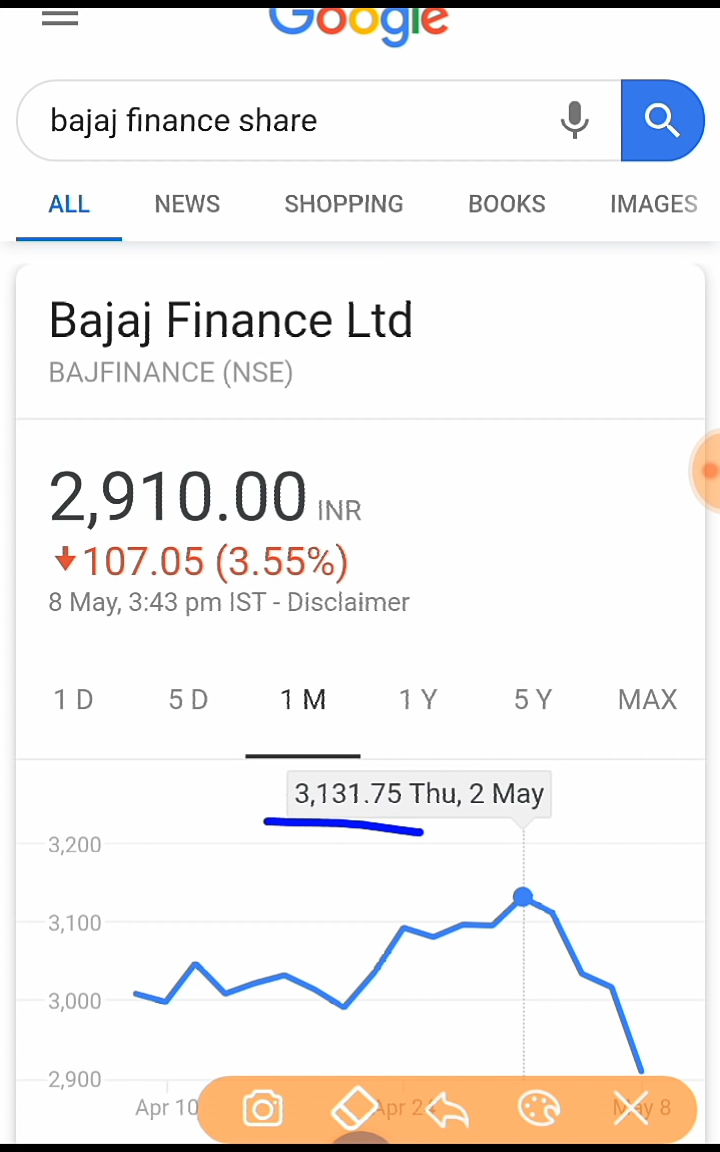 Google
bajaj finance share
ALL NEWS SHOPPING BOOKS IMAGES
Bajaj Finance Ltd
BAJFINANCE (NSE)
2,910.00 INR
107.05 (3.55%)
8 May, 3:43 pm IST - Disclaimer
1 D 5 D 1 M 1 Y 5 Y MAX
3,131.75 Thu, 2 May
3,200
3,100
3,000
2,900
Apr 10 Apr 24 May 8